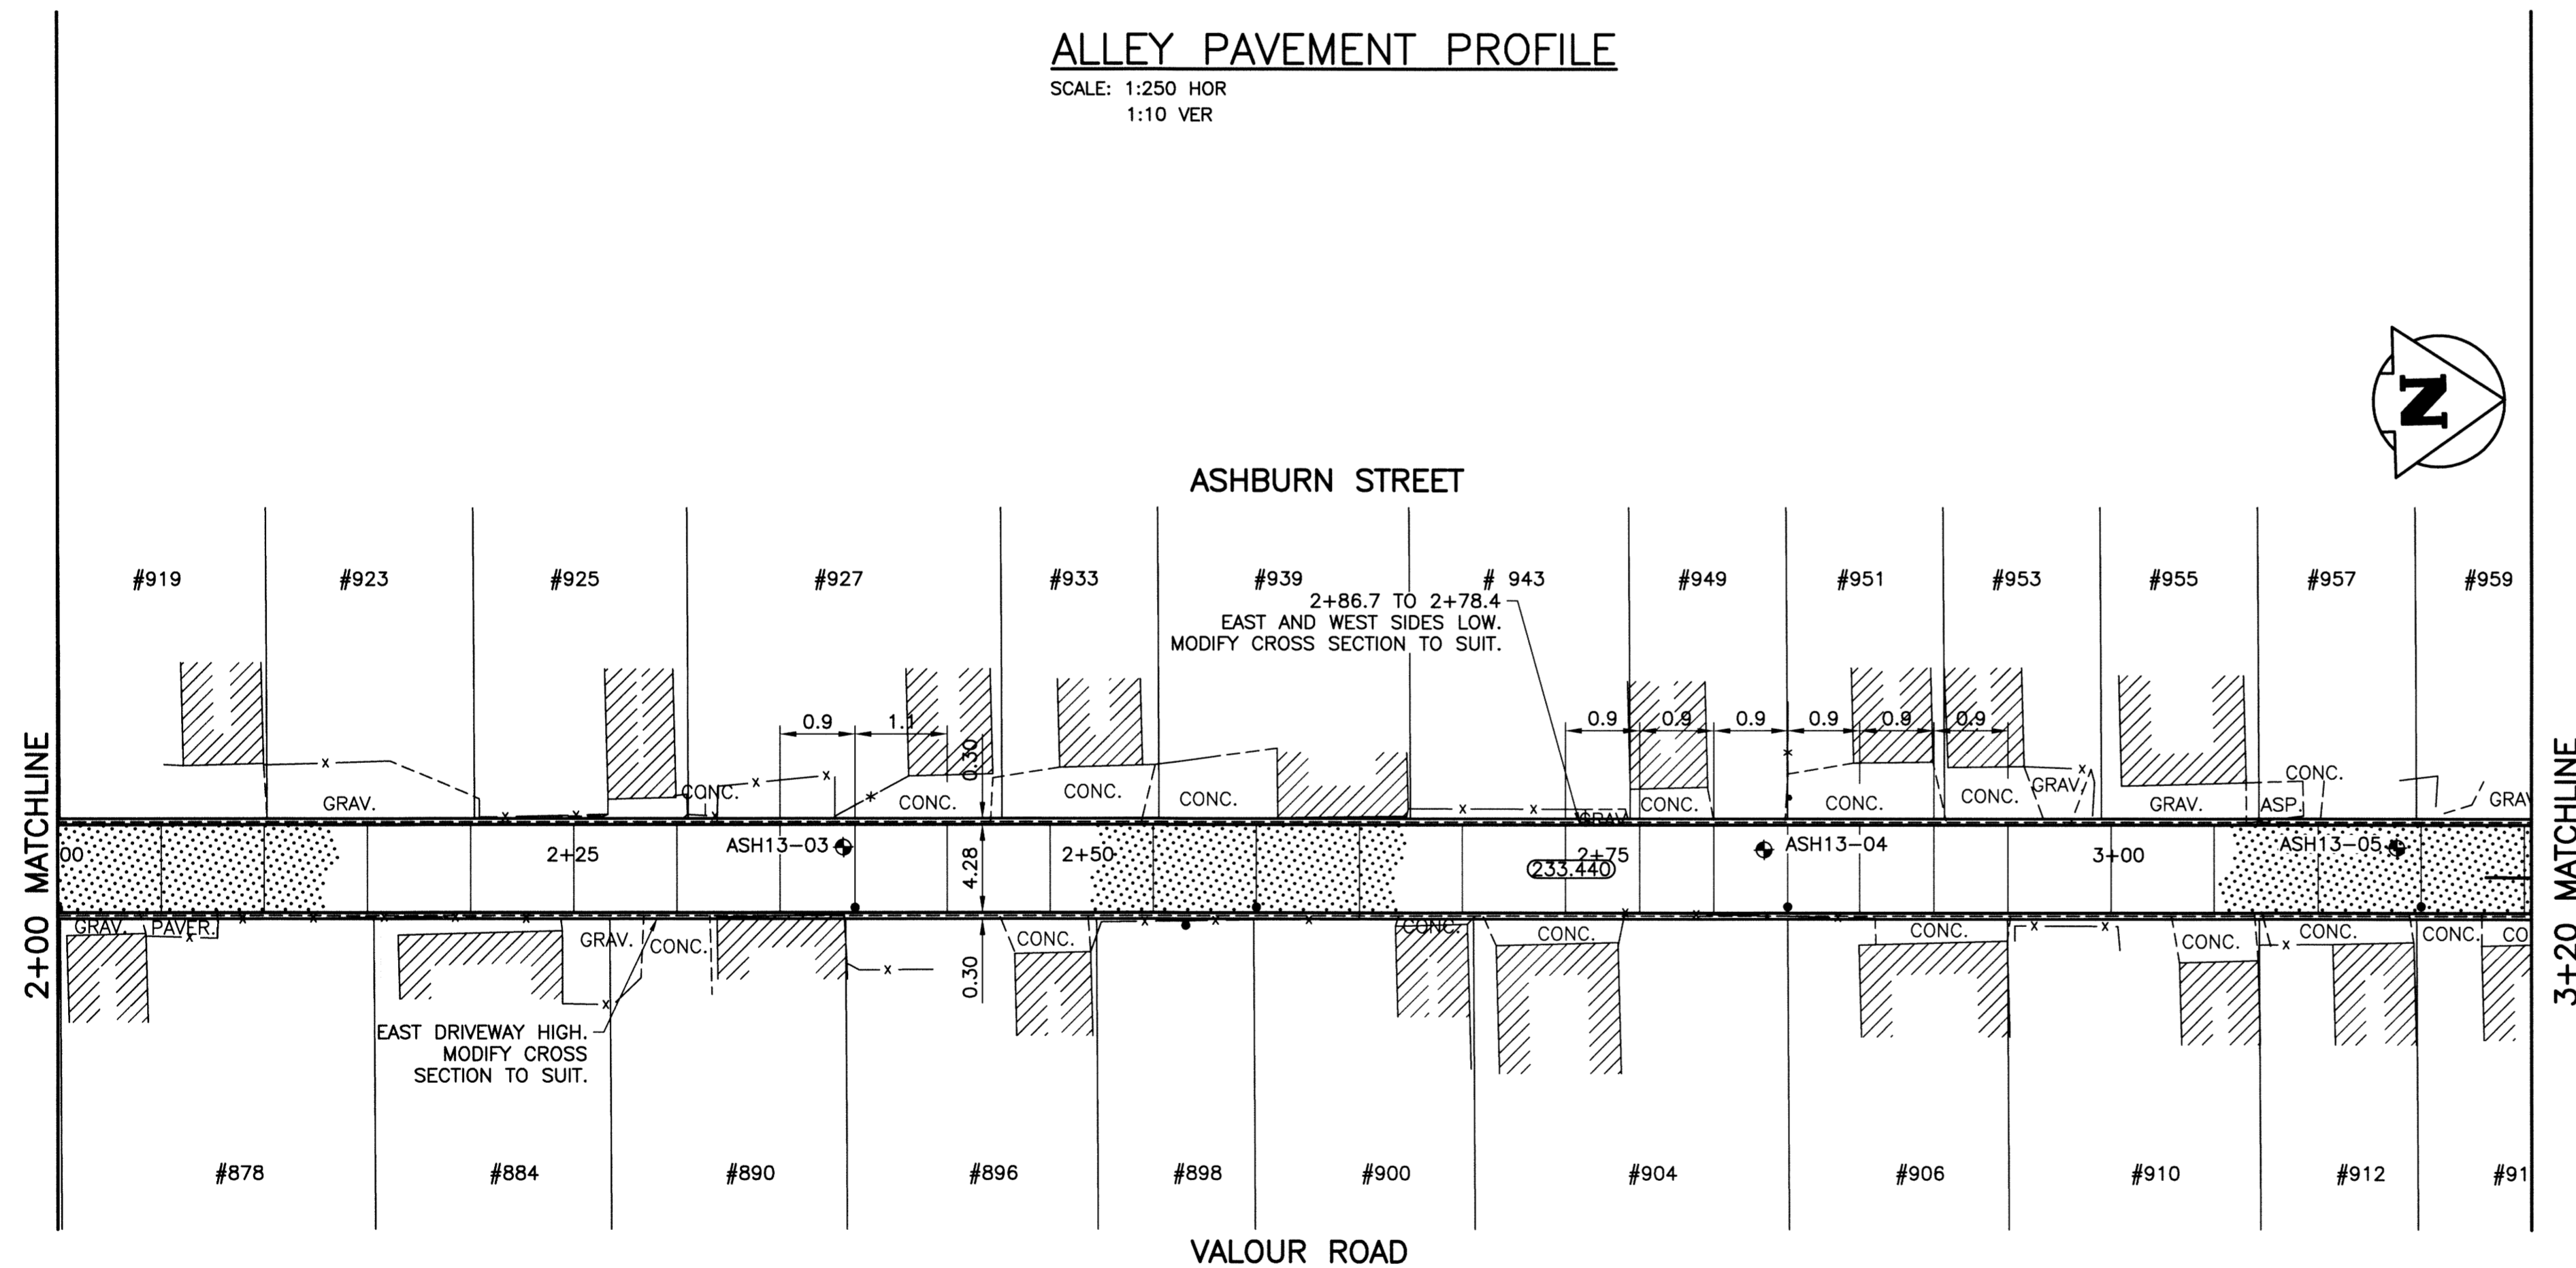 ALLEY PAVEMENT PROFILE
SCALE: 1:250 HOR
1:10 VER
N
ASHBURN STREET
#919 #923 #925 #927 #933 #939 # 943 #949 #951 #953 #955 #957 #959
2+86.7 TO 2+78.4
EAST AND WEST SIDES LOW.
MODIFY CROSS SECTION TO SUIT.
0.9 1.1 0.9 0.9 0.9 0.9 0.9 0.9
0.30
GRAV. CONC. CONC. CONC. CONC. GRAV. CONC. CONC. CONC. GRAV. GRAV. ASP. CONC. GRAV
2+00 MATCHLINE
3+20 MATCHLINE
00 2+25 ASH13-03 2+50 2+75 ASH13-04 3+00 ASH13-05
4.28
233.440
GRAV. PAVER. GRAV. CONC. CONC. CONC. CONC. CONC. CONC. CONC. CONC. CO
0.30
EAST DRIVEWAY HIGH.
MODIFY CROSS
SECTION TO SUIT.
#878 #884 #890 #896 #898 #900 #904 #906 #910 #912 #91
VALOUR ROAD